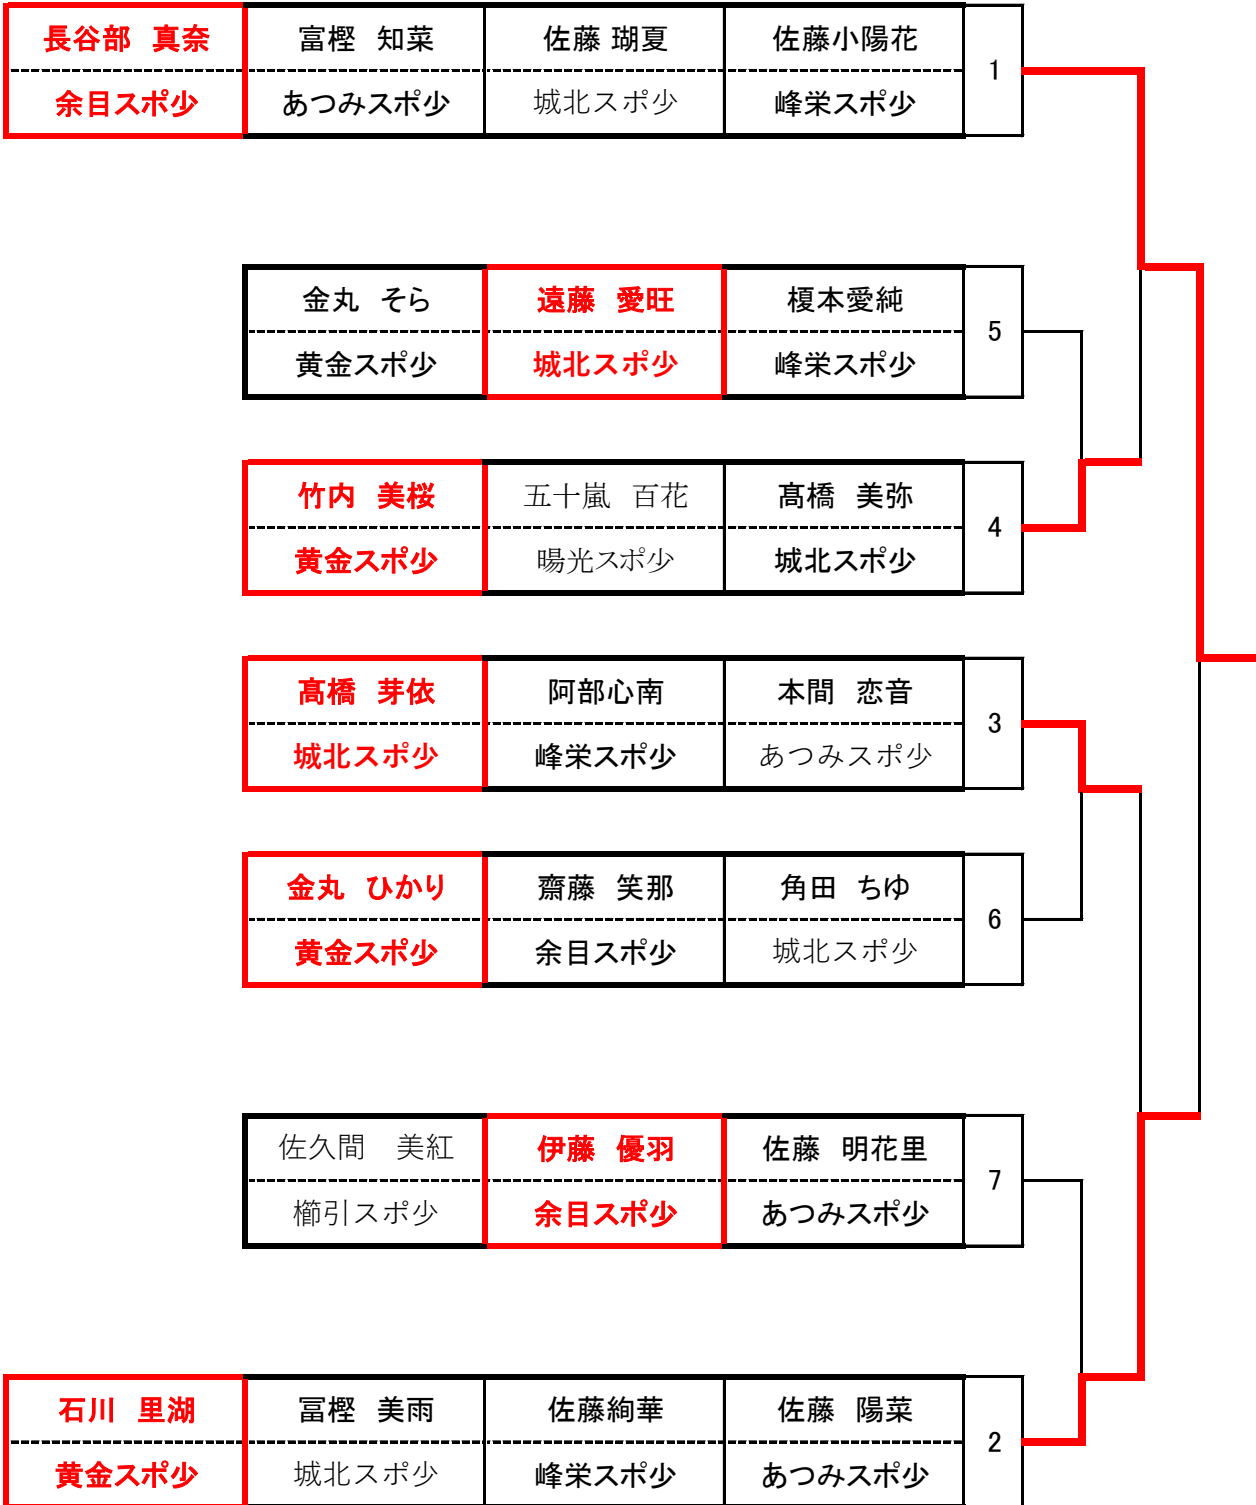 長谷部 真奈 富樫 知菜 佐藤 瑚夏 佐藤小陽花
1
余目スポ少 あつみスポ少 城北スポ少 峰栄スポ少
金丸 そら 遠藤 愛旺 榎本愛純
5
黄金スポ少 城北スポ少 峰栄スポ少
竹内 美桜 五十嵐 百花 髙橋 美弥
4
黄金スポ少 暘光スポ少 城北スポ少
髙橋 芽依 阿部心南 本間 恋音
3
城北スポ少 峰栄スポ少 あつみスポ少
金丸 ひかり 齋藤 笑那 角田 ちゆ
6
黄金スポ少 余目スポ少 城北スポ少
佐久間 美紅 伊藤 優羽 佐藤 明花里
7
櫛引スポ少 余目スポ少 あつみスポ少
石川 里湖 冨樫 美雨 佐藤絢華 佐藤 陽菜
2
黄金スポ少 城北スポ少 峰栄スポ少 あつみスポ少